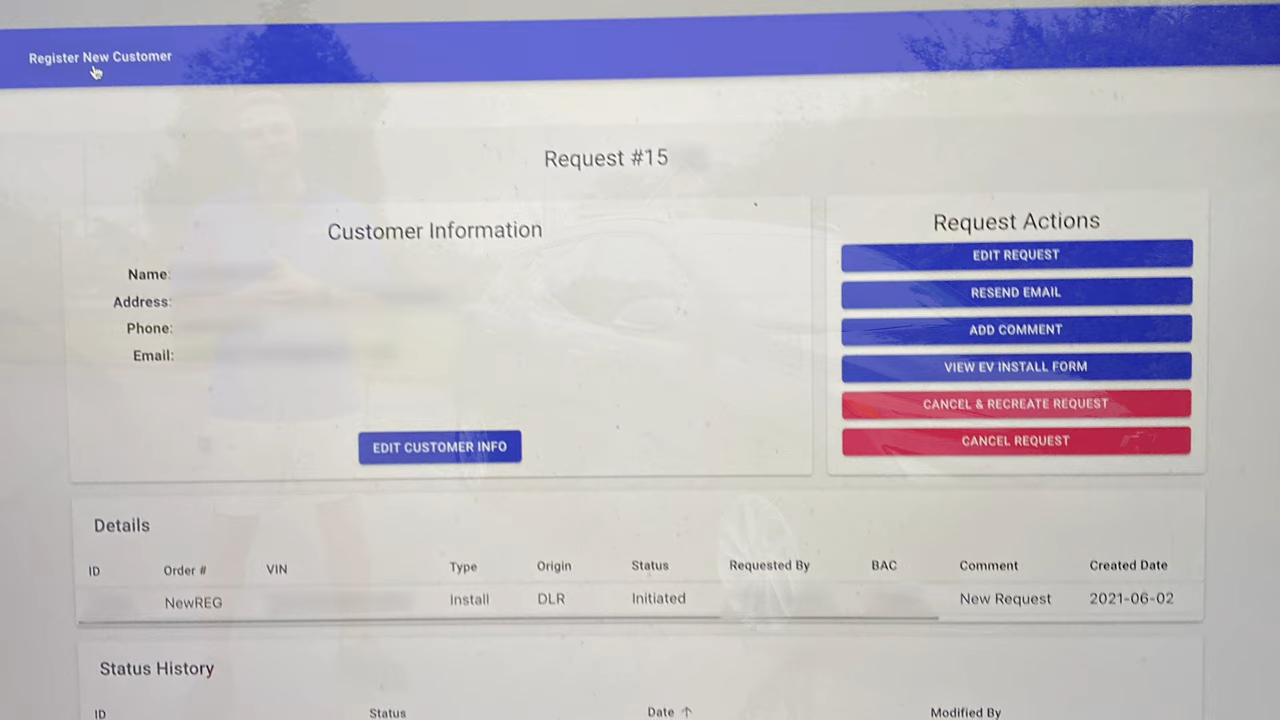 Register New Customer
Request #15
Customer Information
Name:
Address:
Phone:
Email:
EDIT CUSTOMER INFO
Request Actions
EDIT REQUEST
RESEND EMAIL
ADD COMMENT
VIEW EV INSTALL FORM
CANCEL & RECREATE REQUEST
CANCEL REQUEST
Details
ID Order # VIN Type Origin Status Requested By BAC Comment Created Date
NewREG Install DLR Initiated New Request 2021-06-02
Status History
ID Status Date ↑ Modified By